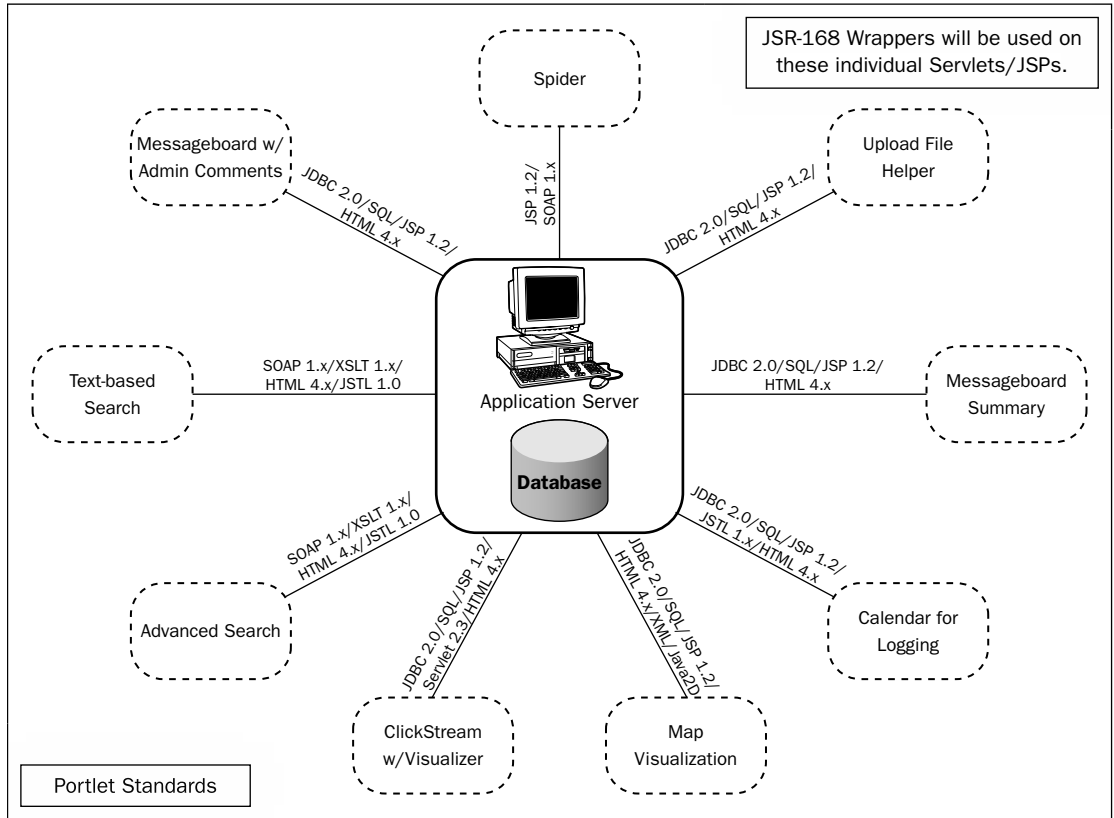 JSR-168 Wrappers will be used on
these individual Servlets/JSPs.
Spider
Messageboard w/
Admin Comments
Upload File
Helper
JDBC 2.0/SQL/JSP 1.2/
HTML 4.x
JSP 1.2/
SOAP 1.x
JDBC 2.0/SQL/JSP 1.2/
HTML 4.x
Text-based
Search
SOAP 1.x/XSLT 1.x/
HTML 4.x/JSTL 1.0
Application Server
Database
JDBC 2.0/SQL/JSP 1.2/
HTML 4.x
Messageboard
Summary
SOAP 1.x/XSLT 1.x/
HTML 4.x/JSTL 1.0
JDBC 2.0/SQL/JSP 1.2/
Servlet 2.3/HTML 4.x
JDBC 2.0/SQL/JSP 1.2/
HTML 4.x/XML/Java2D
JDBC 2.0/SQL/JSP 1.2/
JSTL 1.x/HTML 4.x
Advanced Search
Calendar for
Logging
ClickStream
w/Visualizer
Map
Visualization
Portlet Standards